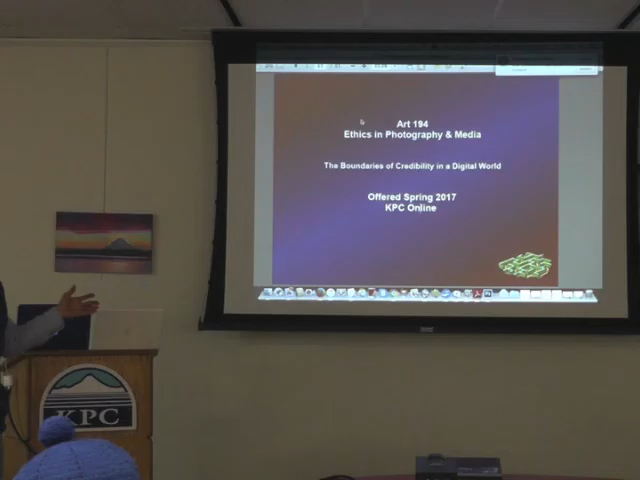 Art 194
Ethics in Photography & Media
The Boundaries of Credibility in a Digital World
Offered Spring 2017
KPC Online
KPC